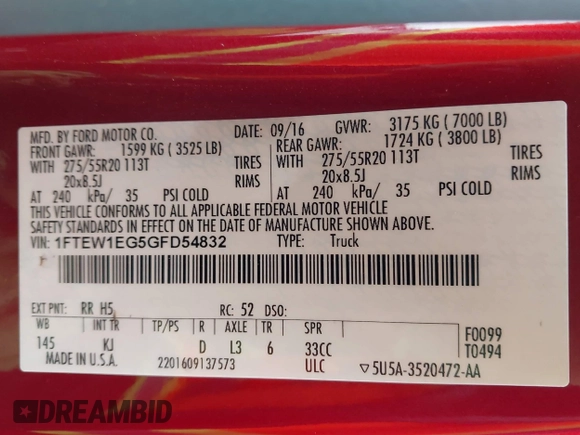 MFD. BY FORD MOTOR CO.
DATE: 09/16 GVWR: 3175 KG ( 7000 LB)
FRONT GAWR: 1599 KG ( 3525 LB)
REAR GAWR: 1724 KG ( 3800 LB)
WITH 275/55R20 113T TIRES
WITH 275/55R20 113T TIRES
20x8.5J RIMS
20x8.5J RIMS
AT 240 kPa/ 35 PSI COLD
AT 240 kPa/ 35 PSI COLD
THIS VEHICLE CONFORMS TO ALL APPLICABLE FEDERAL MOTOR VEHICLE
SAFETY STANDARDS IN EFFECT ON THE DATE OF MANUFACTURE SHOWN ABOVE.
VIN: 1FTEW1EG5GFD54832 TYPE: Truck
EXT PNT: RR H5 RC: 52 DSO:
WB INT TR TP/PS R AXLE TR SPR
145 KJ D L3 6 33CC
F0099
T0494
MADE IN U.S.A. 2201609137573 ULC ▽5U5A-3520472-AA
DREAMBID